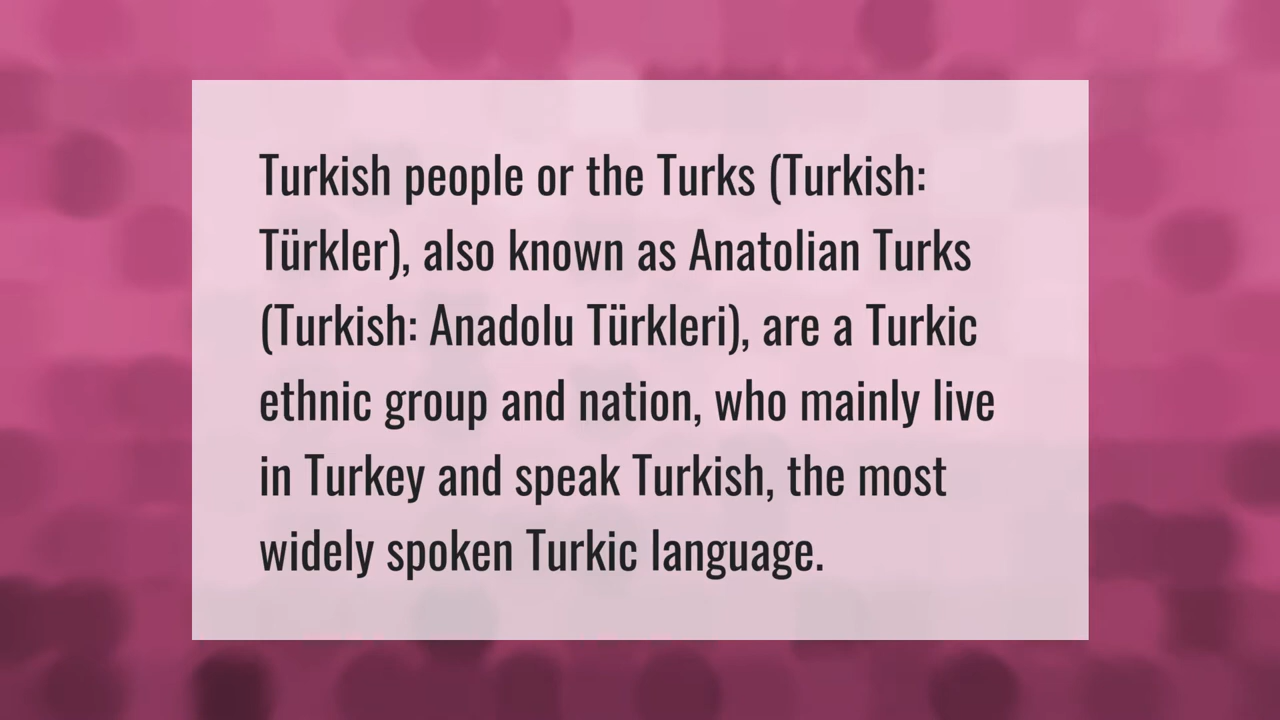 Turkish people or the Turks (Turkish:
Türkler), also known as Anatolian Turks
(Turkish: Anadolu Türkleri), are a Turkic
ethnic group and nation, who mainly live
in Turkey and speak Turkish, the most
widely spoken Turkic language.